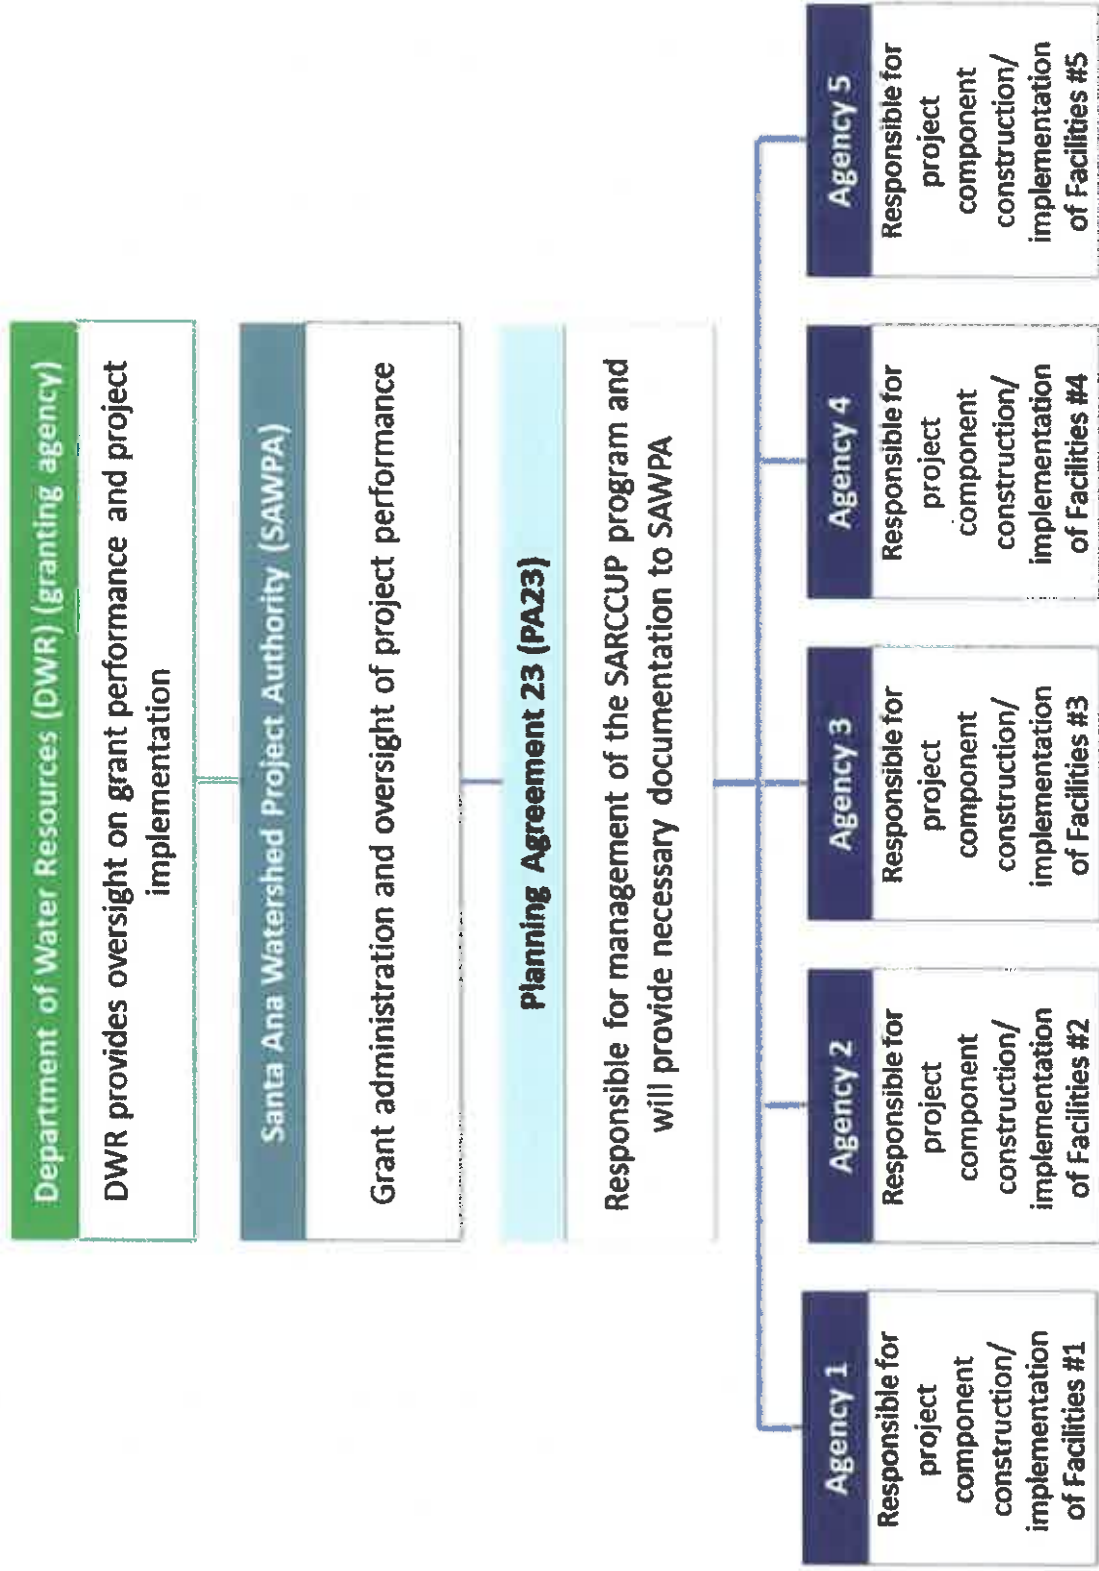 Department of Water Resources (DWR) (granting agency)
DWR provides oversight on grant performance and project
implementation
Santa Ana Watershed Project Authority (SAWPA)
Grant administration and oversight of project performance
Planning Agreement 23 (PA23)
Responsible for management of the SARCCUP program and
will provide necessary documentation to SAWPA
Agency 1
Responsible for
project
component
construction/
implementation
of Facilities #1
Agency 2
Responsible for
project
component
construction/
implementation
of Facilities #2
Agency 3
Responsible for
project
component
construction/
implementation
of Facilities #3
Agency 4
Responsible for
project
component
construction/
implementation
of Facilities #4
Agency 5
Responsible for
project
component
construction/
implementation
of Facilities #5